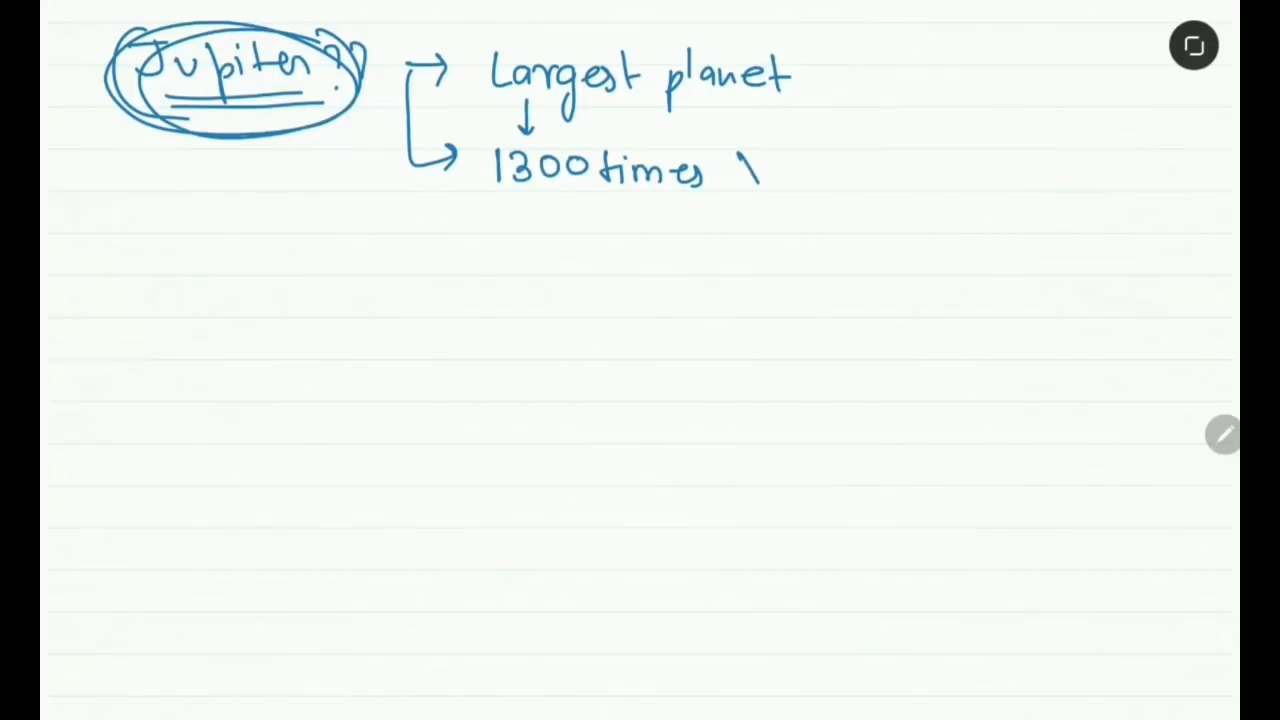 Jupiter ??
→ Largest planet
↓
→ 1300 times \